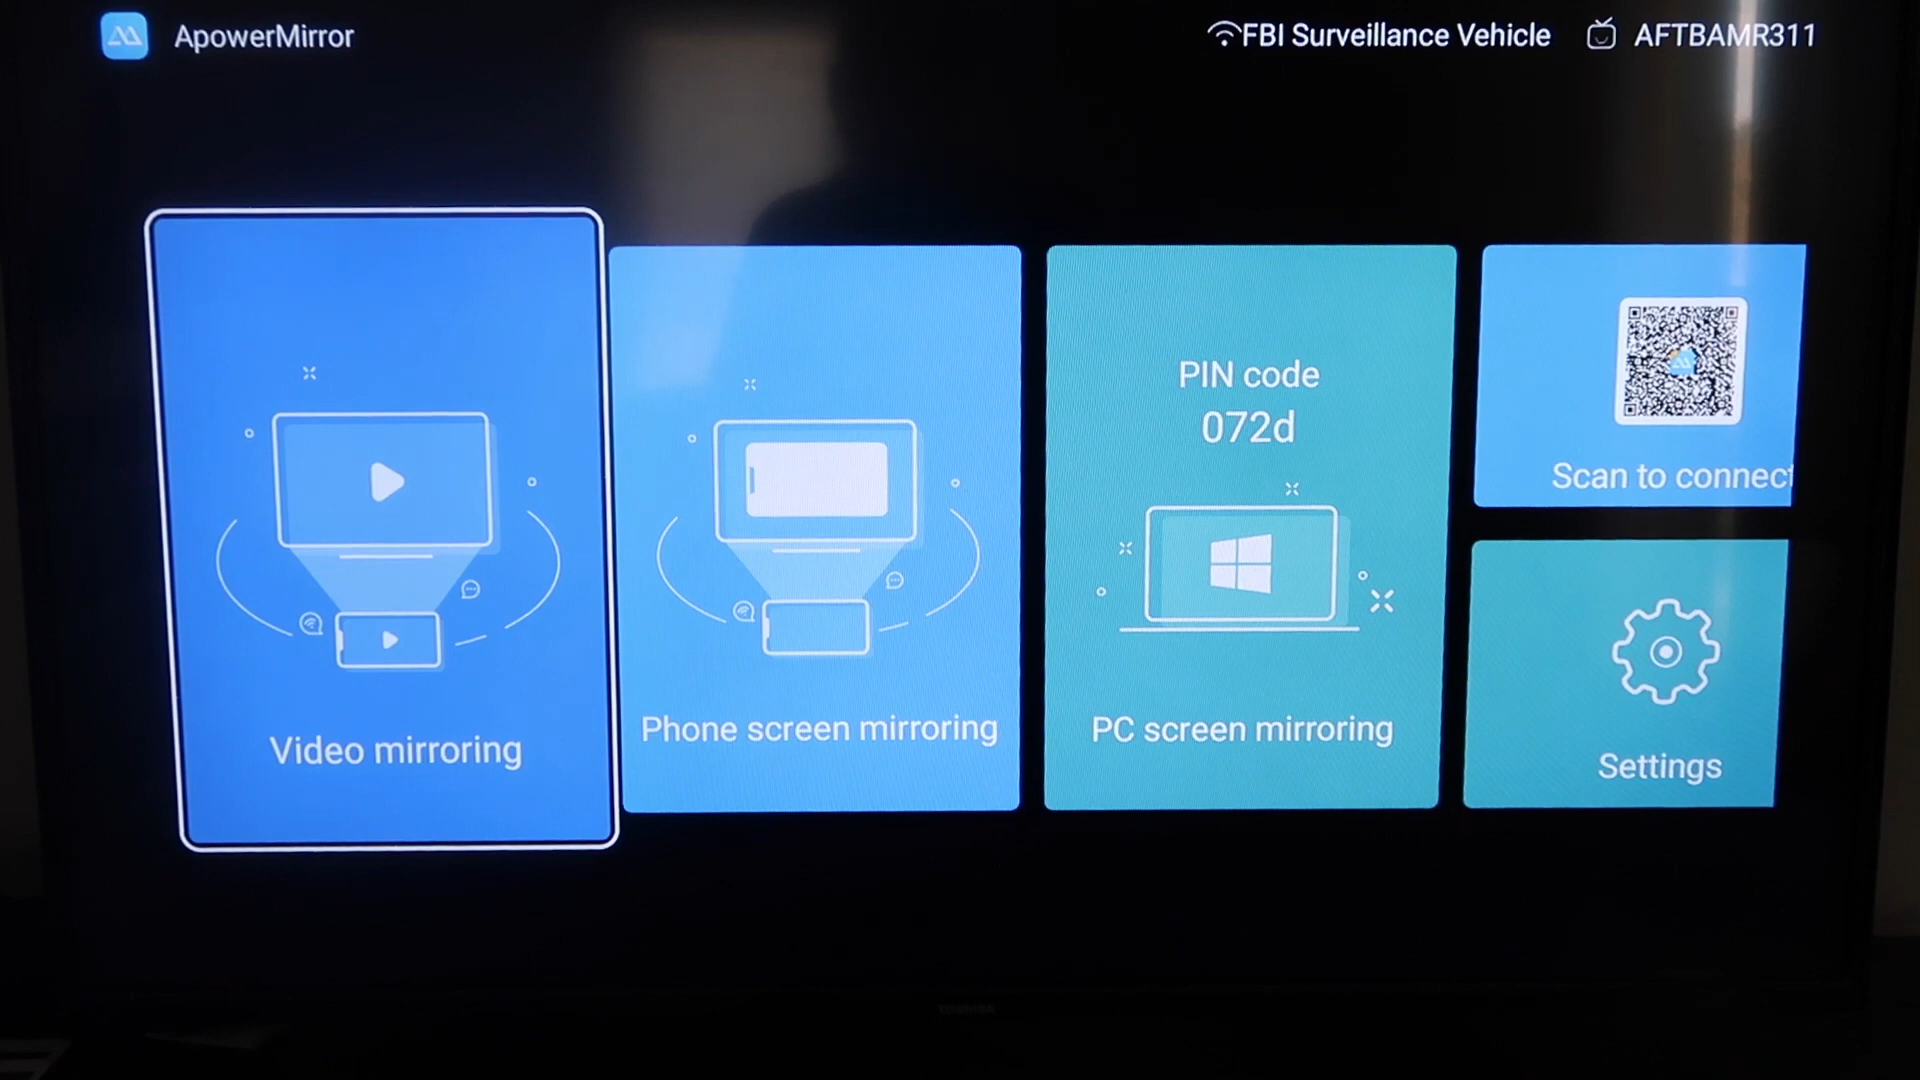 ApowerMirror
FBI Surveillance Vehicle
AFTBAMR311
Video mirroring
Phone screen mirroring
PIN code
072d
PC screen mirroring
Scan to connect
Settings
TOSHIBA